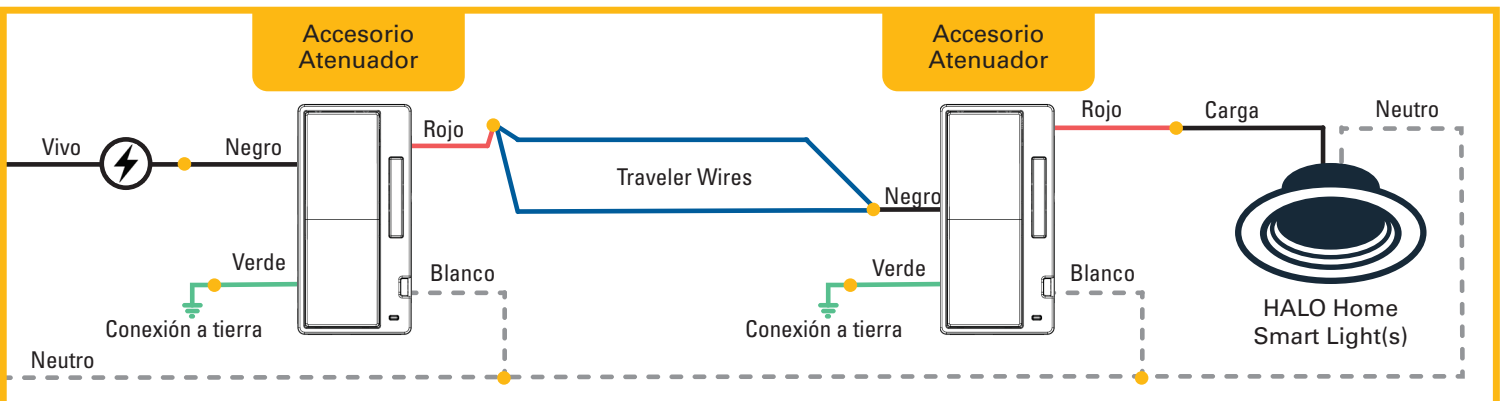 Accesorio
Atenuador
Accesorio
Atenuador
Vivo
Negro
Rojo
Traveler Wires
Negro
Rojo
Carga
Neutro
Verde
Blanco
Conexión a tierra
Verde
Blanco
Conexión a tierra
HALO Home
Smart Light(s)
Neutro